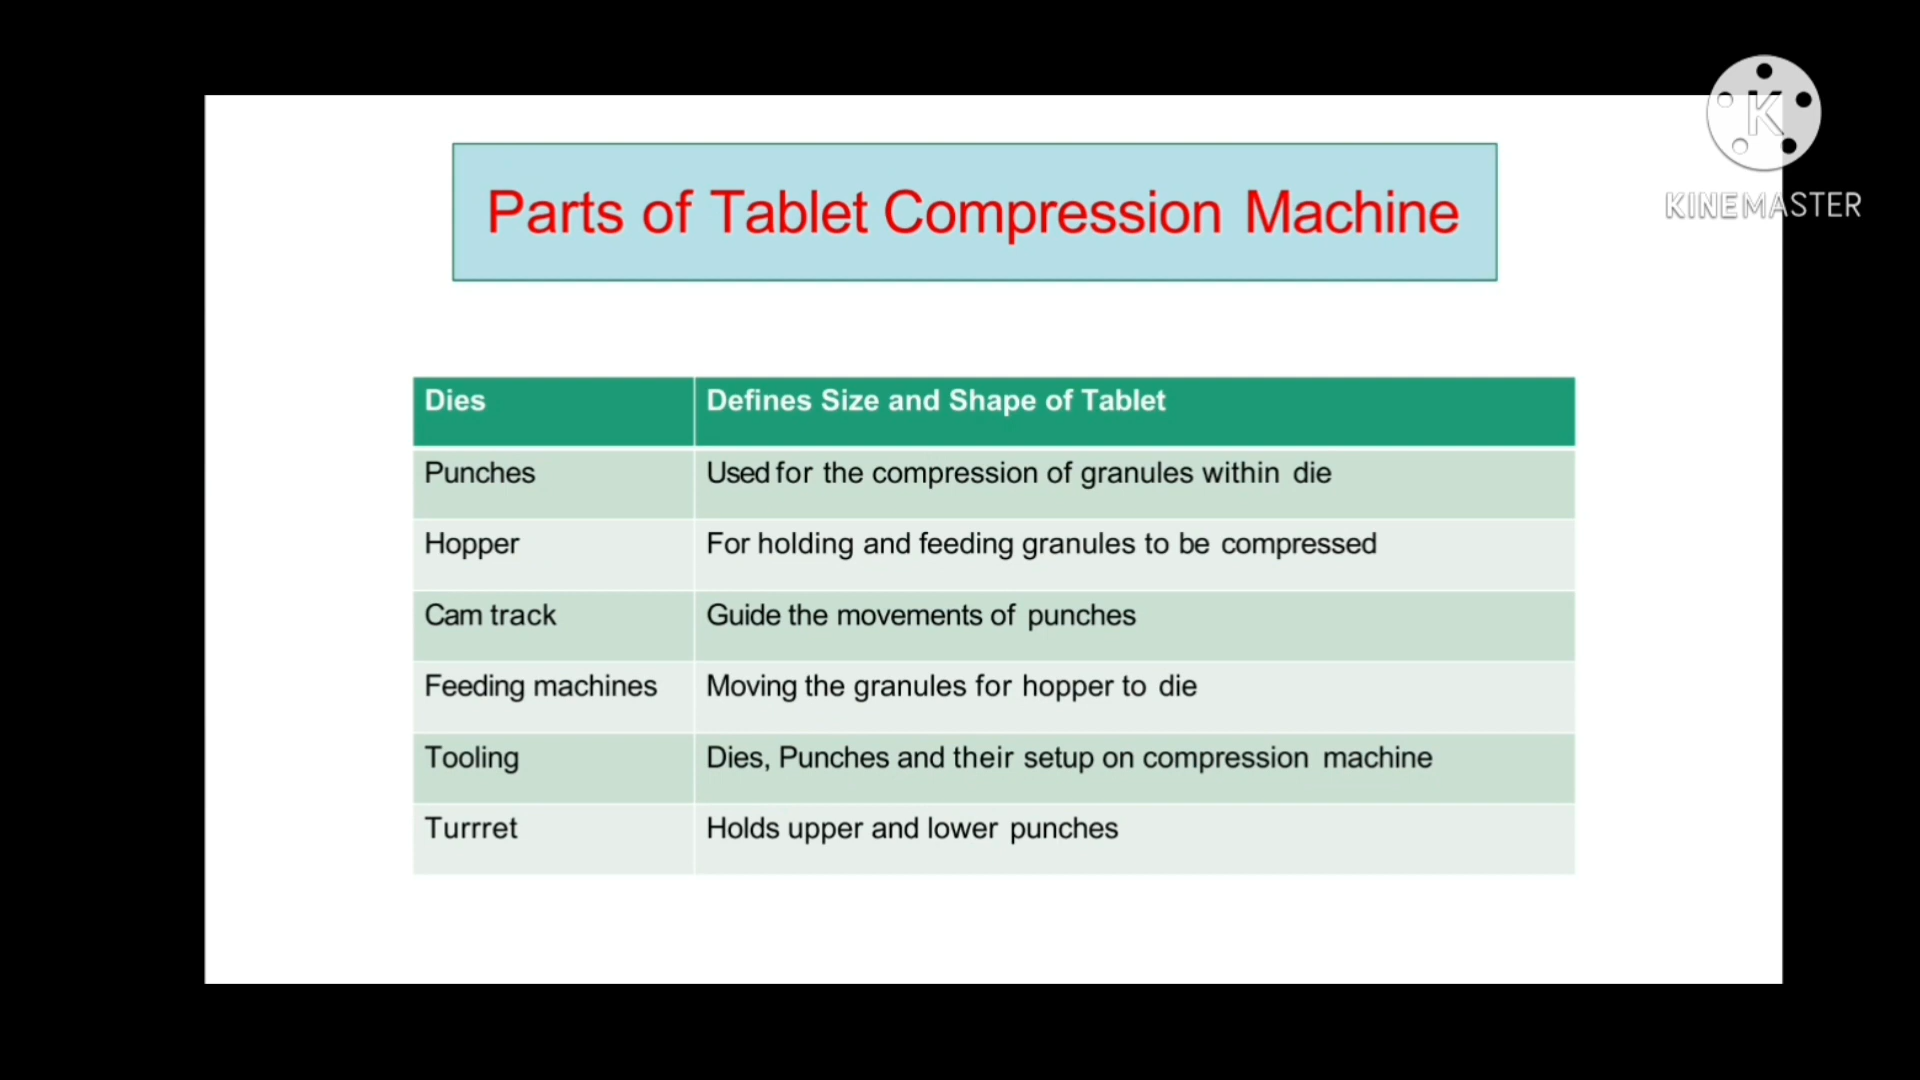 Parts of Tablet Compression Machine
K
KINEMASTER
Dies Defines Size and Shape of Tablet
Punches Used for the compression of granules within die
Hopper For holding and feeding granules to be compressed
Cam track Guide the movements of punches
Feeding machines Moving the granules for hopper to die
Tooling Dies, Punches and their setup on compression machine
Turrret Holds upper and lower punches